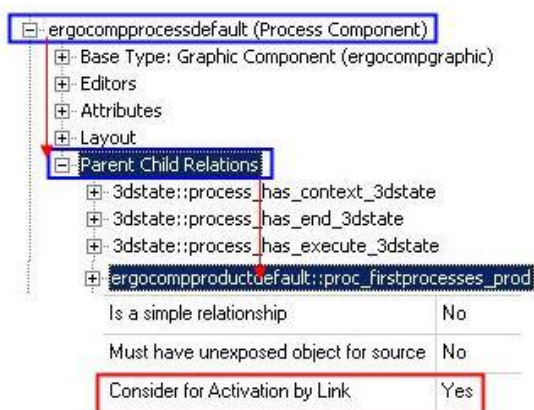 ergocompprocessdefault (Process Component)
Base Type: Graphic Component (ergocompgraphic)
Editors
Attributes
Layout
Parent Child Relations
3dstate::process_has_context_3dstate
3dstate::process_has_end_3dstate
3dstate::process_has_execute_3dstate
ergocompproductdefault::proc_firstprocesses_prod
Is a simple relationship No
Must have unexposed object for source No
Consider for Activation by Link Yes